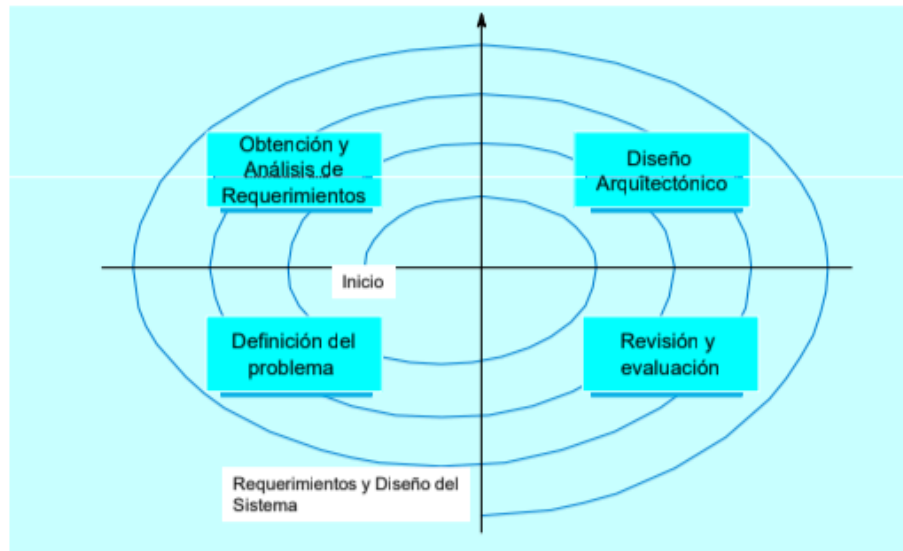 Obtención y
Análisis de
Requerimientos
Diseño
Arquitectónico
Inicio
Definición del
problema
Revisión y
evaluación
Requerimientos y Diseño del
Sistema